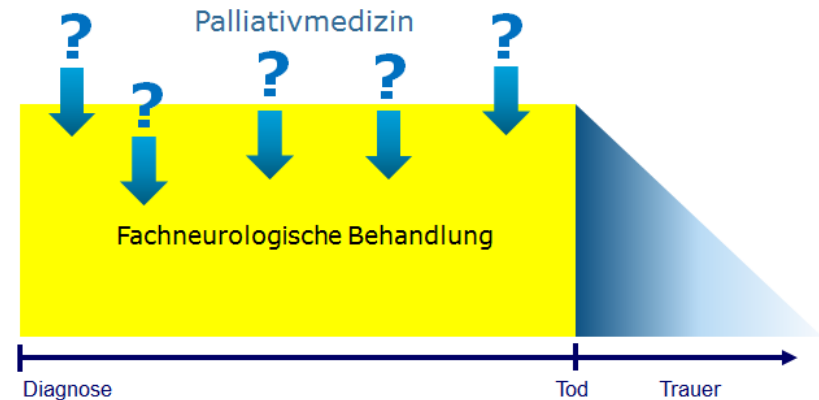 Palliativmedizin
? ? ? ? ?
Fachneurologische Behandlung
Diagnose Tod Trauer